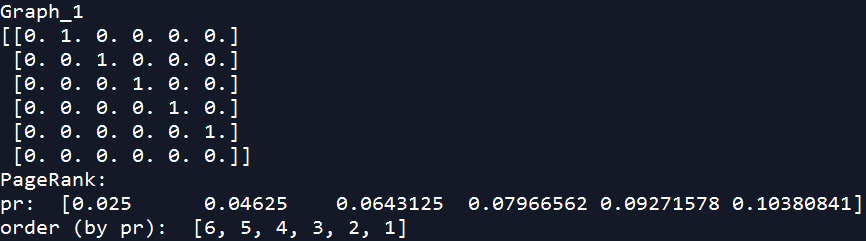 Graph_1
[[0. 1. 0. 0. 0. 0.]
[0. 0. 1. 0. 0. 0.]
[0. 0. 0. 1. 0. 0.]
[0. 0. 0. 0. 1. 0.]
[0. 0. 0. 0. 0. 1.]
[0. 0. 0. 0. 0. 0.]]
PageRank:
pr: [0.025 0.04625 0.0643125 0.07966562 0.09271578 0.10380841]
order (by pr): [6, 5, 4, 3, 2, 1]